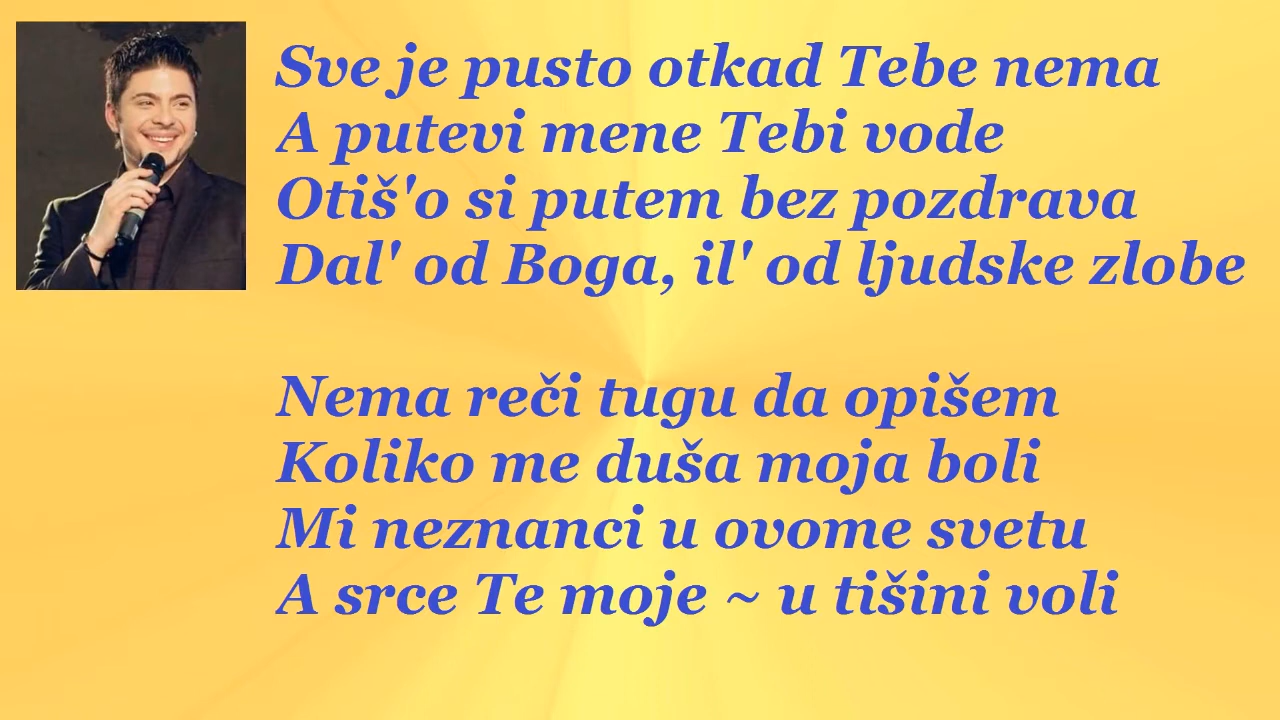 Sve je pusto otkad Tebe nema
A putevi mene Tebi vode
Otiš'o si putem bez pozdrava
Dal' od Boga, il' od ljudske zlobe
Nema reči tugu da opišem
Koliko me duša moja boli
Mi neznanci u ovome svetu
A srce Te moje ~ u tišini voli